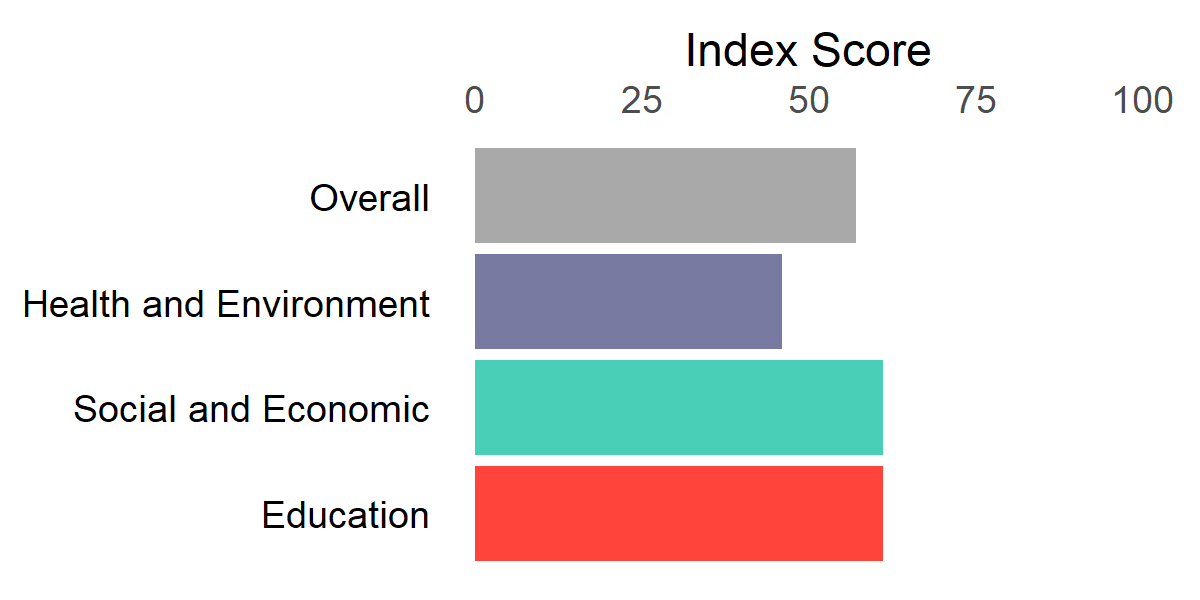 Index Score
0 25 50 75 100
Overall
Health and Environment
Social and Economic
Education